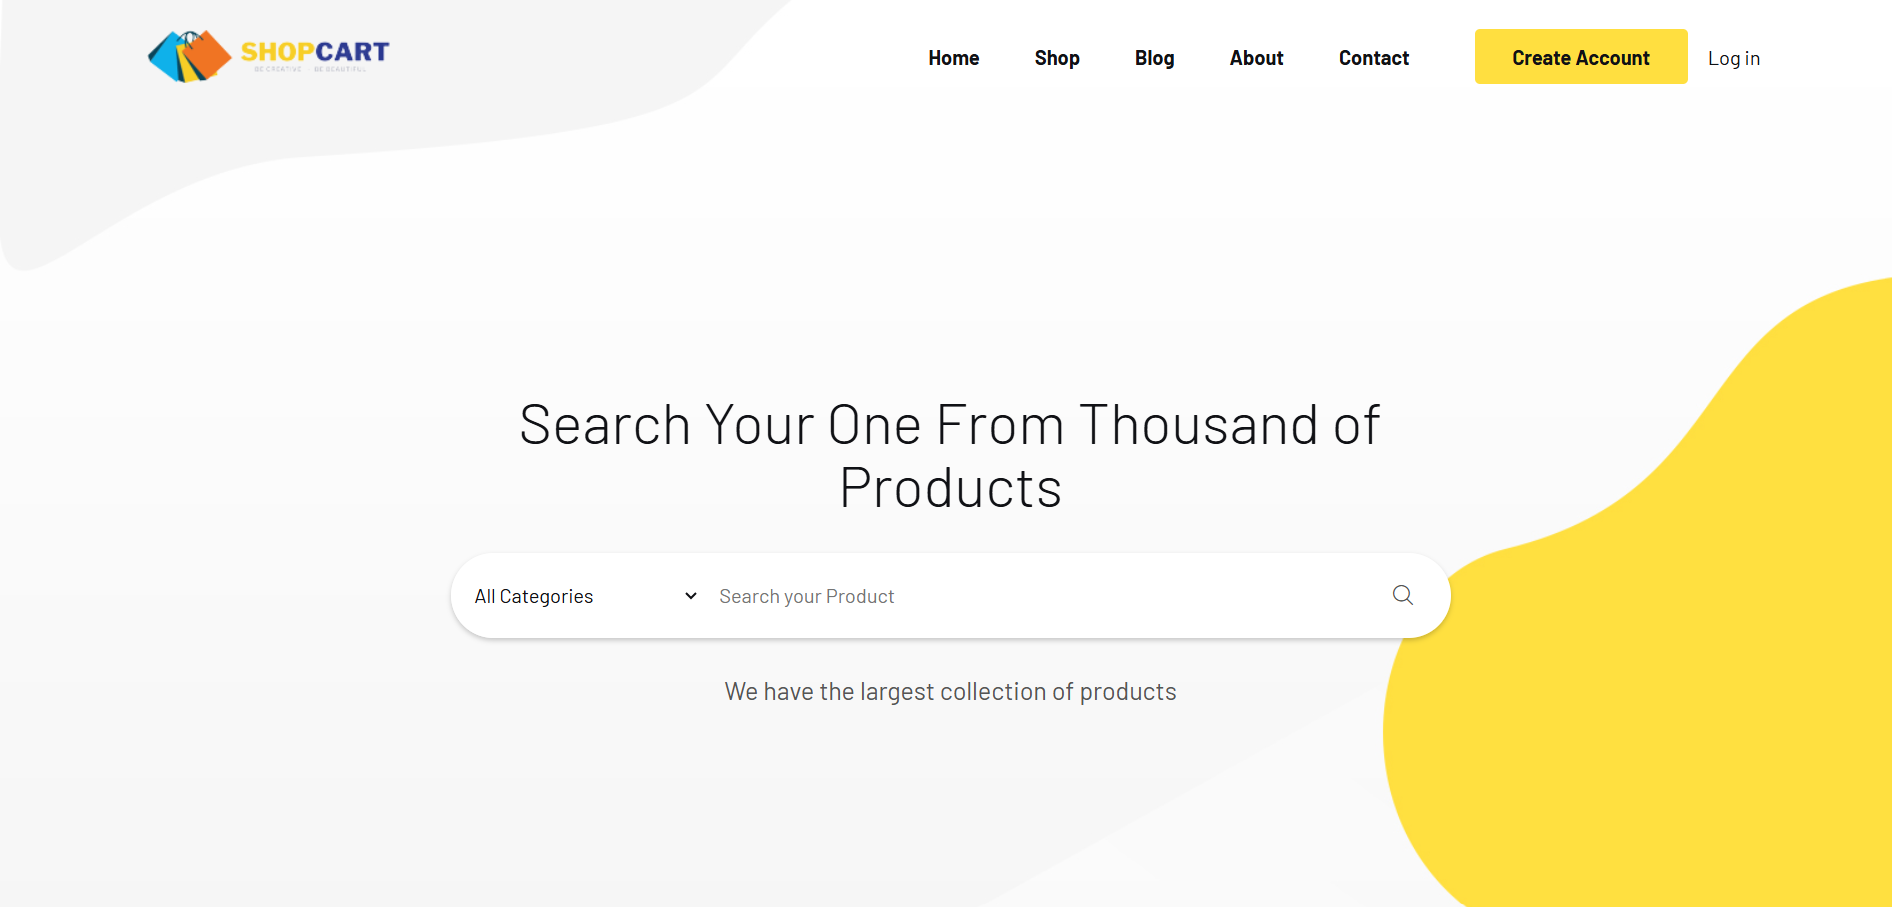 SHOPCART
BE CREATIVE BE BEAUTIFUL
Home
Shop
Blog
About
Contact
Create Account
Log in
Search Your One From Thousand of
Products
All Categories
Search your Product
We have the largest collection of products